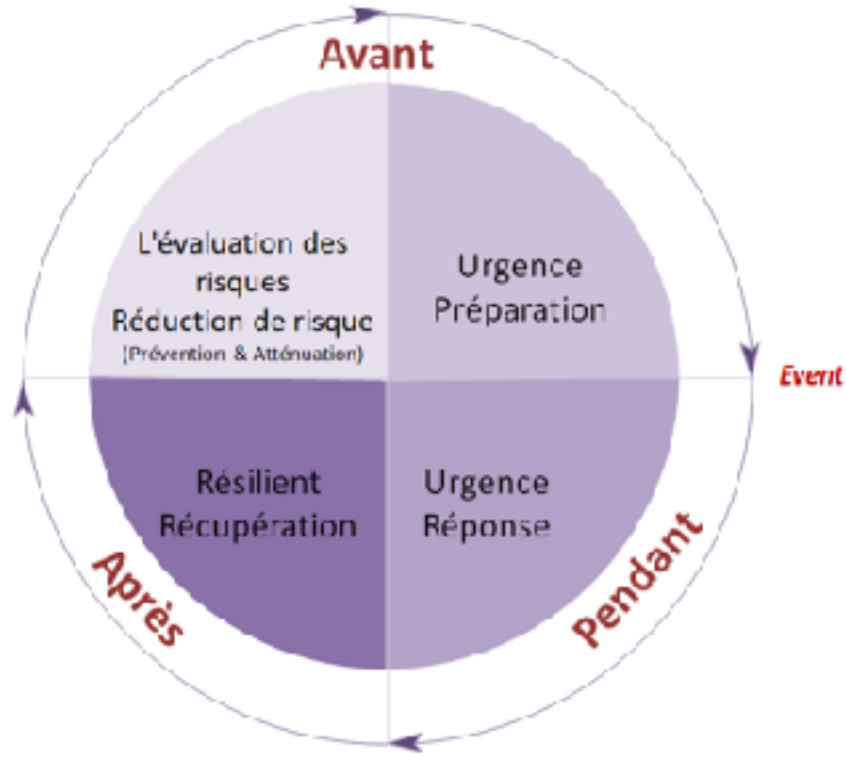 Avant
L'évaluation des
risques
Réduction de risque
(Prévention & Atténuation)
Urgence
Préparation
Event
Résilient
Récupération
Urgence
Réponse
Après
Pendant